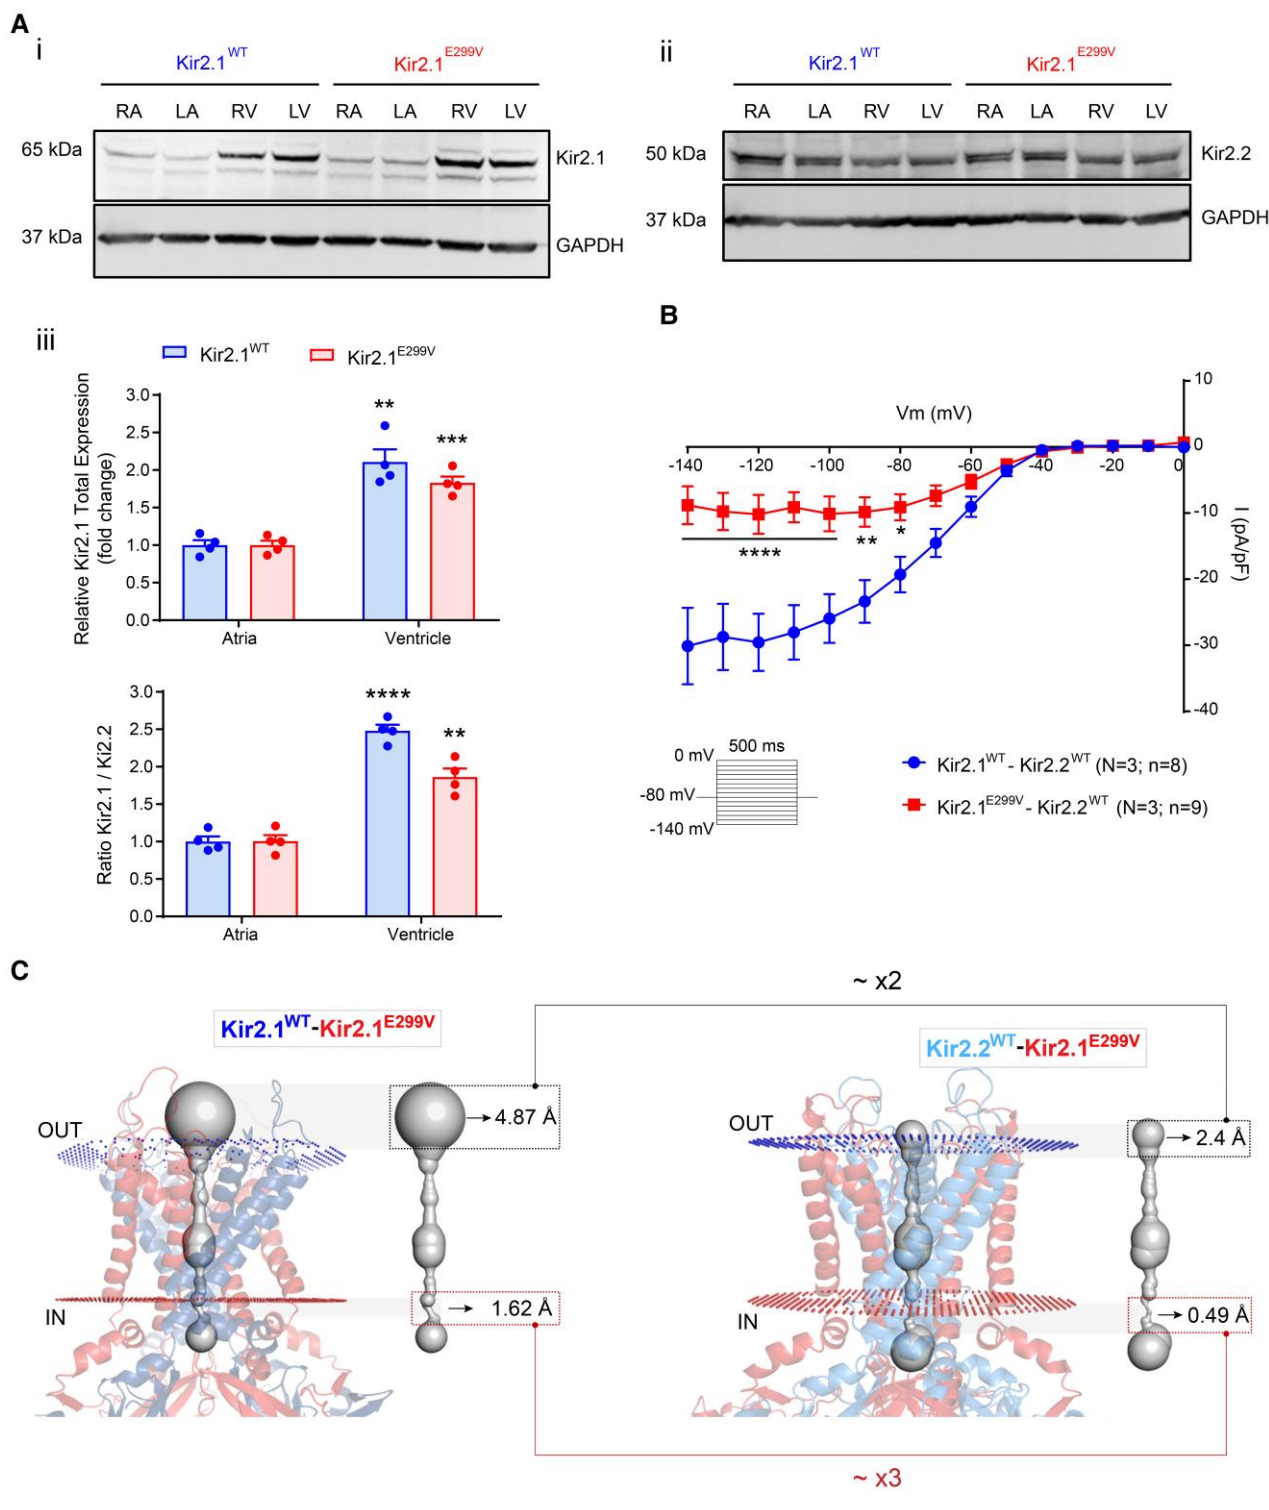 A
i
Kir2.1WT
Kir2.1E299V
RA LA RV LV RA LA RV LV
65 kDa
Kir2.1
37 kDa
GAPDH
ii
Kir2.1WT
Kir2.1E299V
RA LA RV LV RA LA RV LV
50 kDa
Kir2.2
37 kDa
GAPDH
iii
Kir2.1WT
Kir2.1E299V
Relative Kir2.1 Total Expression
(fold change)
3.0
2.5
2.0
1.5
1.0
0.5
0.0
**
***
Atria
Ventricle
Ratio Kir2.1 / Ki2.2
3.0
2.5
2.0
1.5
1.0
0.5
0.0
****
**
Atria
Ventricle
B
Vm (mV)
-140 -120 -100 -80 -60 -40 -20 0
10
0
-10
-20
-30
-40
I (pA/pF)
****
**
*
0 mV
500 ms
-80 mV
-140 mV
Kir2.1WT - Kir2.2WT (N=3; n=8)
Kir2.1E299V - Kir2.2WT (N=3; n=9)
C
~ x2
Kir2.1WT-Kir2.1E299V
OUT
4.87 Å
IN
1.62 Å
Kir2.2WT-Kir2.1E299V
OUT
2.4 Å
IN
0.49 Å
~ x3